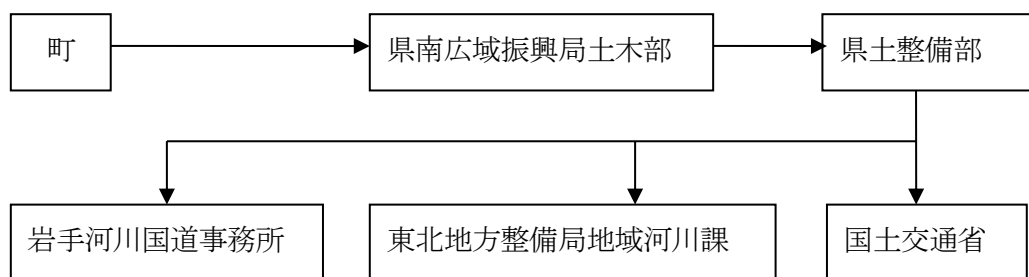 町
県南広域振興局土木部
県土整備部
岩手河川国道事務所
東北地方整備局地域河川課
国土交通省